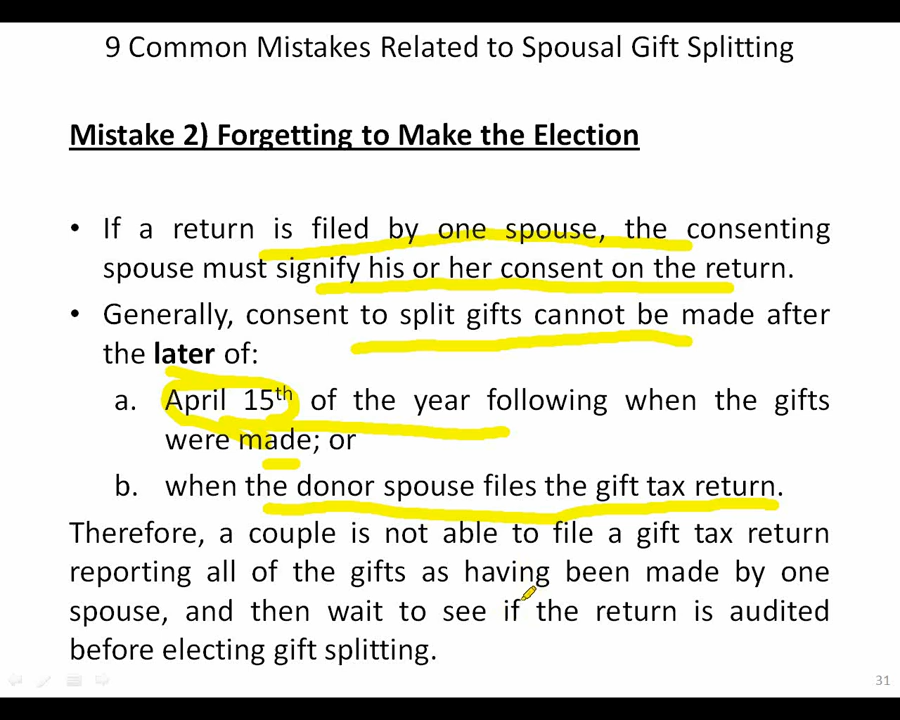 9 Common Mistakes Related to Spousal Gift Splitting
Mistake 2) Forgetting to Make the Election
• If a return is filed by one spouse, the consenting
spouse must signify his or her consent on the return.
• Generally, consent to split gifts cannot be made after
the later of:
a. April 15th of the year following when the gifts
were made; or
b. when the donor spouse files the gift tax return.
Therefore, a couple is not able to file a gift tax return
reporting all of the gifts as having been made by one
spouse, and then wait to see if the return is audited
before electing gift splitting.
31